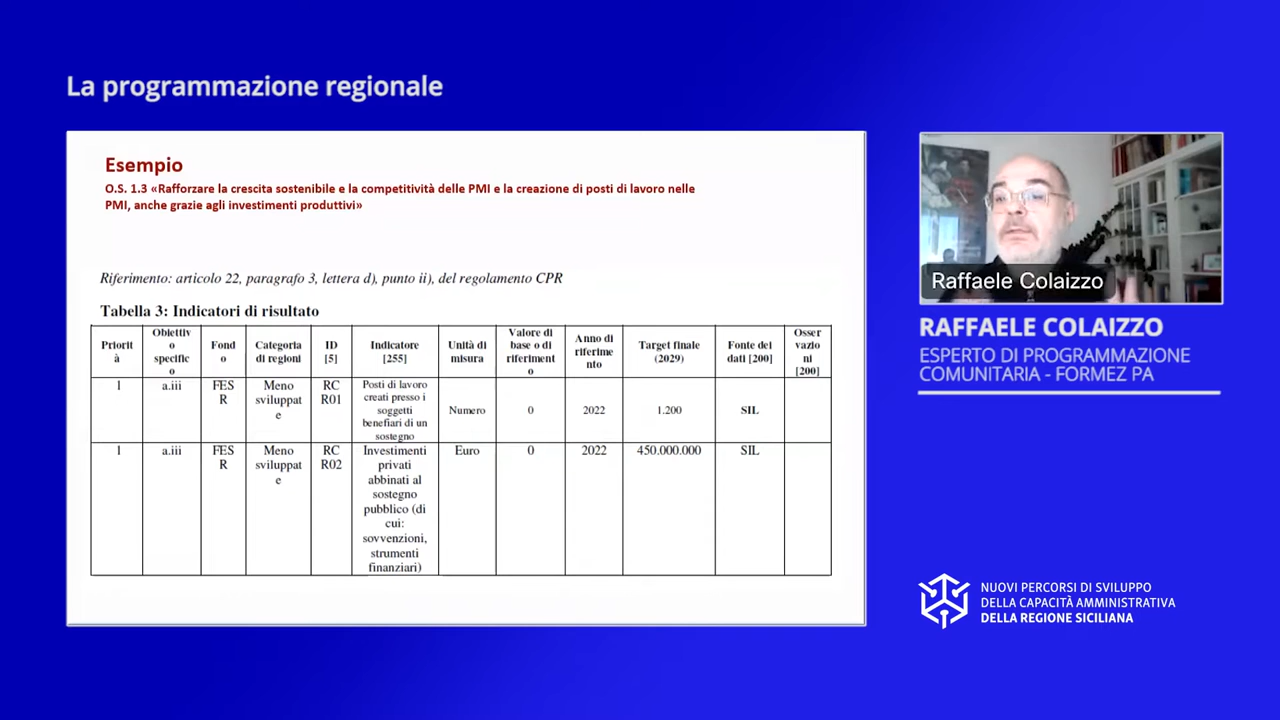 La programmazione regionale
Esempio
O.S. 1.3 «Rafforzare la crescita sostenibile e la competitività delle PMI e la creazione di posti di lavoro nelle
PMI, anche grazie agli investimenti produttivi»
Riferimento: articolo 22, paragrafo 3, lettera d), punto ii), del regolamento CPR
Tabella 3: Indicatori di risultato
Priorit
à
Obiettiv
o
specific
o
Fond
o
Categoria
di regioni
ID
[5]
Indicatore
[255]
Unità di
misura
Valore di
base o di
riferiment
o
Anno di
riferime
nto
Target finale
(2029)
Fonte dei
dati [200]
Osser
vazio
ni
[200]
1
a.iii
FES
R
Meno
sviluppat
e
RC
R01
Posti di lavoro
creati presso i
soggetti
benefiari di un
sostegno
Numero
0
2022
1.200
SIL
1
a.iii
FES
R
Meno
sviluppat
e
RC
R02
Investimenti
privati
abbinati al
sostegno
pubblico (di
cui:
sovvenzioni,
strumenti
finanziari)
Euro
0
2022
450.000.000
SIL
Raffaele Colaizzo
RAFFAELE COLAIZZO
ESPERTO DI PROGRAMMAZIONE
COMUNITARIA - FORMEZ PA
NUOVI PERCORSI DI SVILUPPO
DELLA CAPACITÀ AMMINISTRATIVA
DELLA REGIONE SICILIANA